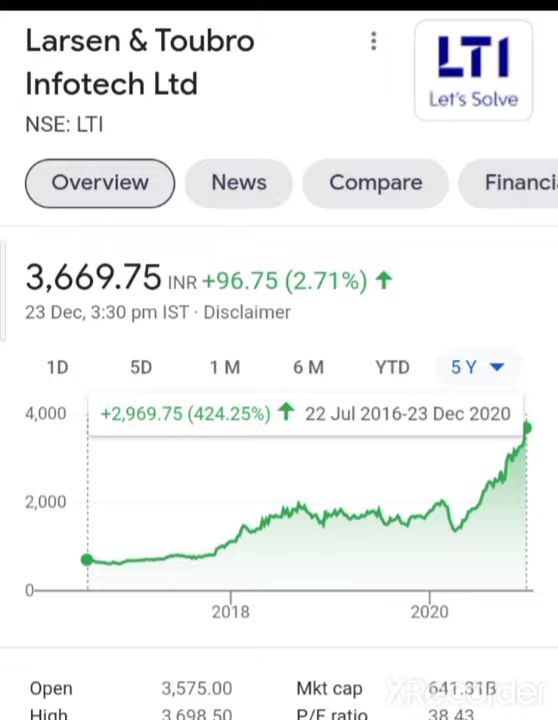 Larsen & Toubro
Infotech Ltd
NSE: LTI
LTI
Let's Solve
Overview News Compare Financi
3,669.75 INR +96.75 (2.71%) ↑
23 Dec, 3:30 pm IST · Disclaimer
1D 5D 1 M 6 M YTD 5 Y
+2,969.75 (424.25%) ↑ 22 Jul 2016-23 Dec 2020
4,000
2,000
0
2018 2020
Open 3,575.00 Mkt cap 641.31B
XRecorder
High 3,698.50 P/E ratio 38.43